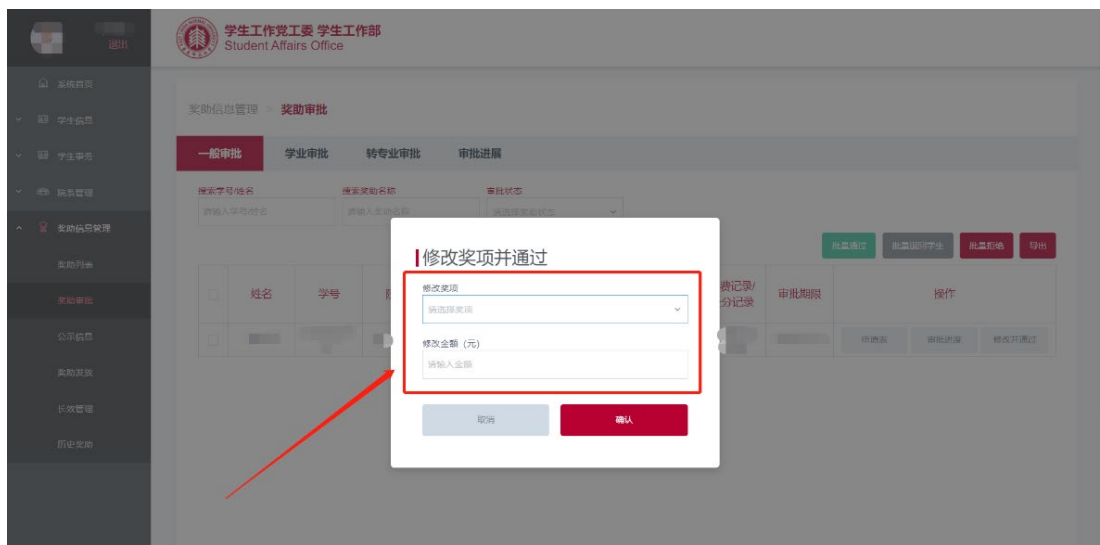 退出
学生工作党工委 学生工作部
Student Affairs Office
系统首页
学生信息
学生事务
院系管理
奖助信息管理
奖助列表
奖助审批
公示信息
奖助发放
长效管理
历史奖助
奖助信息管理 > 奖助审批
一般审批 学业审批 转专业审批 审批进展
搜索学号/姓名 搜索奖助名称 审批状态
请输入学号/姓名 请输入奖助名称 请选择奖助状态
批量通过 批量退回学生 批量拒绝 导出
姓名 学号 费记录/ 分记录 审批期限 操作
申请表 审批进度 修改并通过
修改奖项并通过
修改奖项
请选择奖项
修改金额 (元)
请输入金额
取消 确认